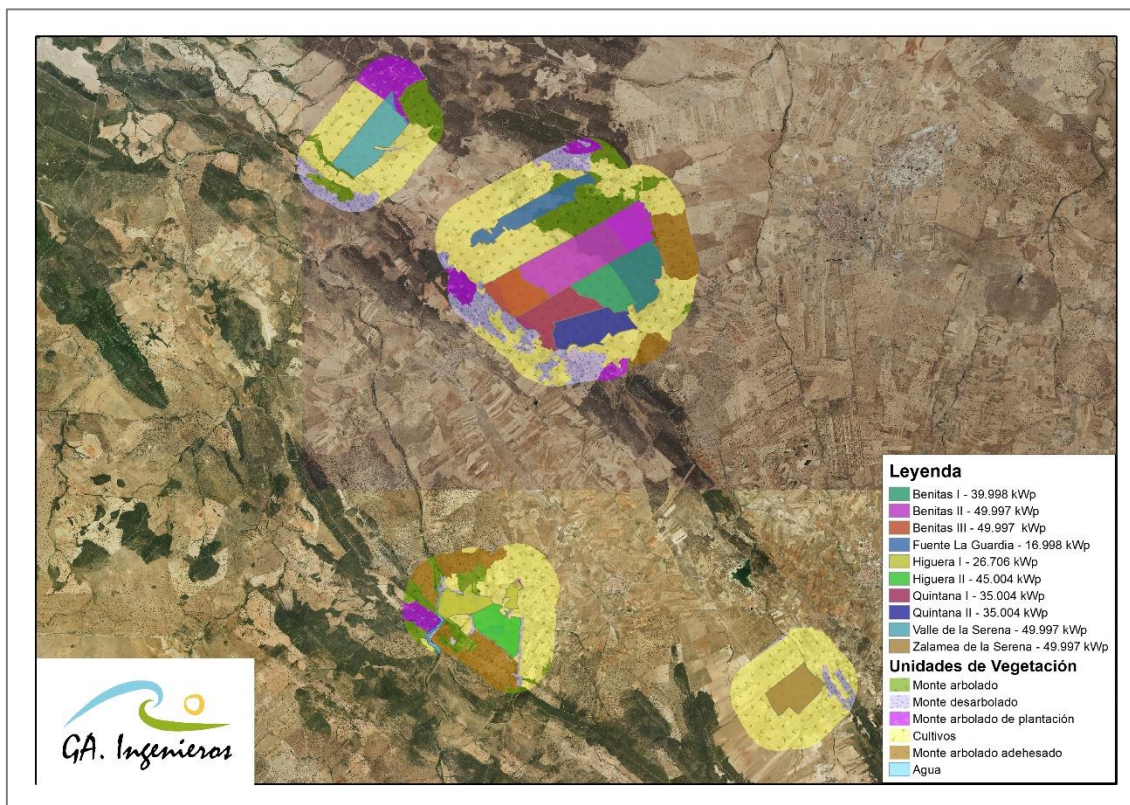 Leyenda
Benitas I - 39.998 kWp
Benitas II - 49.997 kWp
Benitas III - 49.997 kWp
Fuente La Guardia - 16.998 kWp
Higuera I - 26.706 kWp
Higuera II - 45.004 kWp
Quintana I - 35.004 kWp
Quintana II - 35.004 kWp
Valle de la Serena - 49.997 kWp
Zalamea de la Serena - 49.997 kWp
Unidades de Vegetación
Monte arbolado
Monte desarbolado
Monte arbolado de plantación
Cultivos
Monte arbolado adehesado
Agua
GA. Ingenieros